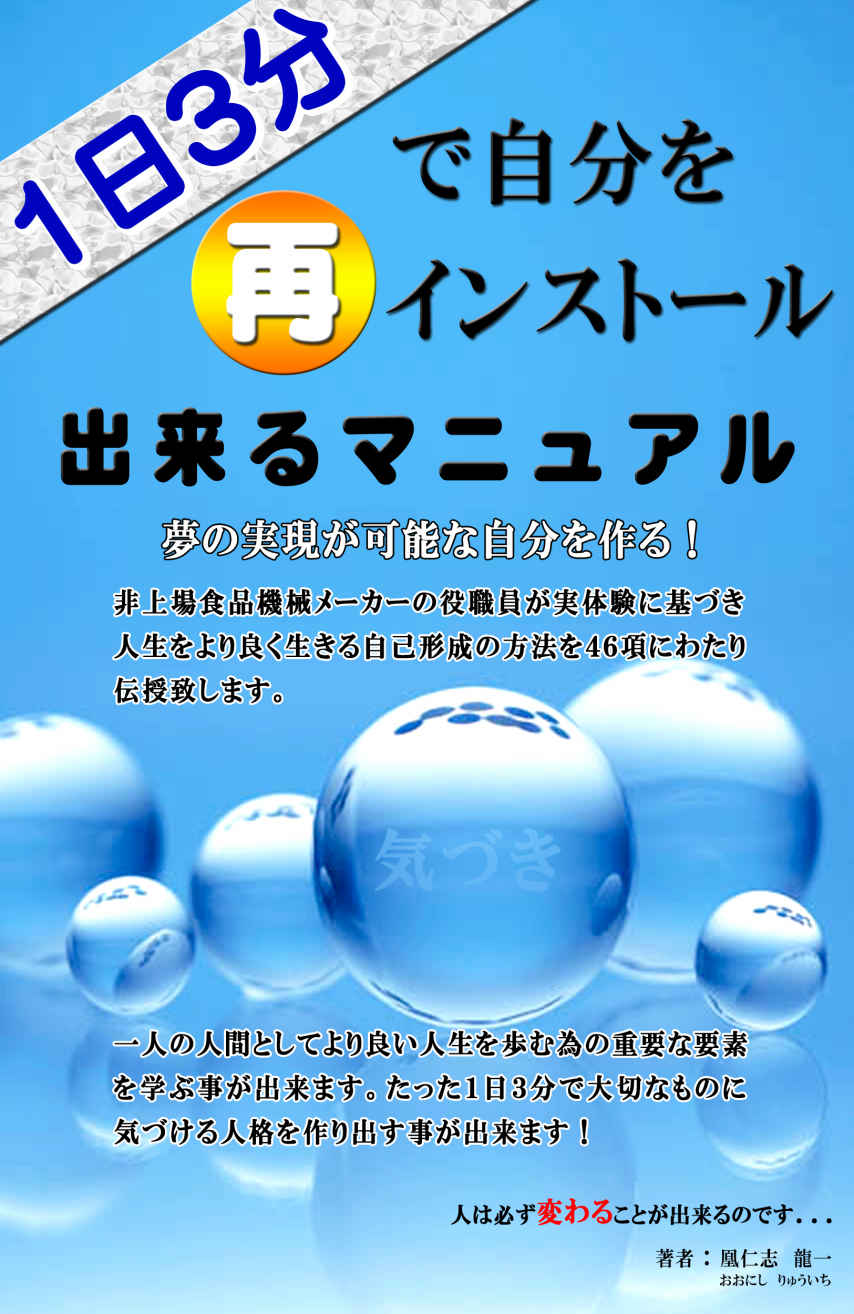 1日3分
で自分を
再インストール
出来るマニュアル
夢の実現が可能な自分を作る！
非上場食品機械メーカーの役職員が実体験に基づき
人生をより良く生きる自己形成の方法を46項にわたり
伝授致します。
気づき
一人の人間としてより良い人生を歩む為の重要な要素
を学ぶ事が出来ます。たった1日3分で大切なものに
気づける人格を作り出す事が出来ます！
人は必ず変わることが出来るのです．．．
著者：凰仁志　龍一
おおにし　りゅういち